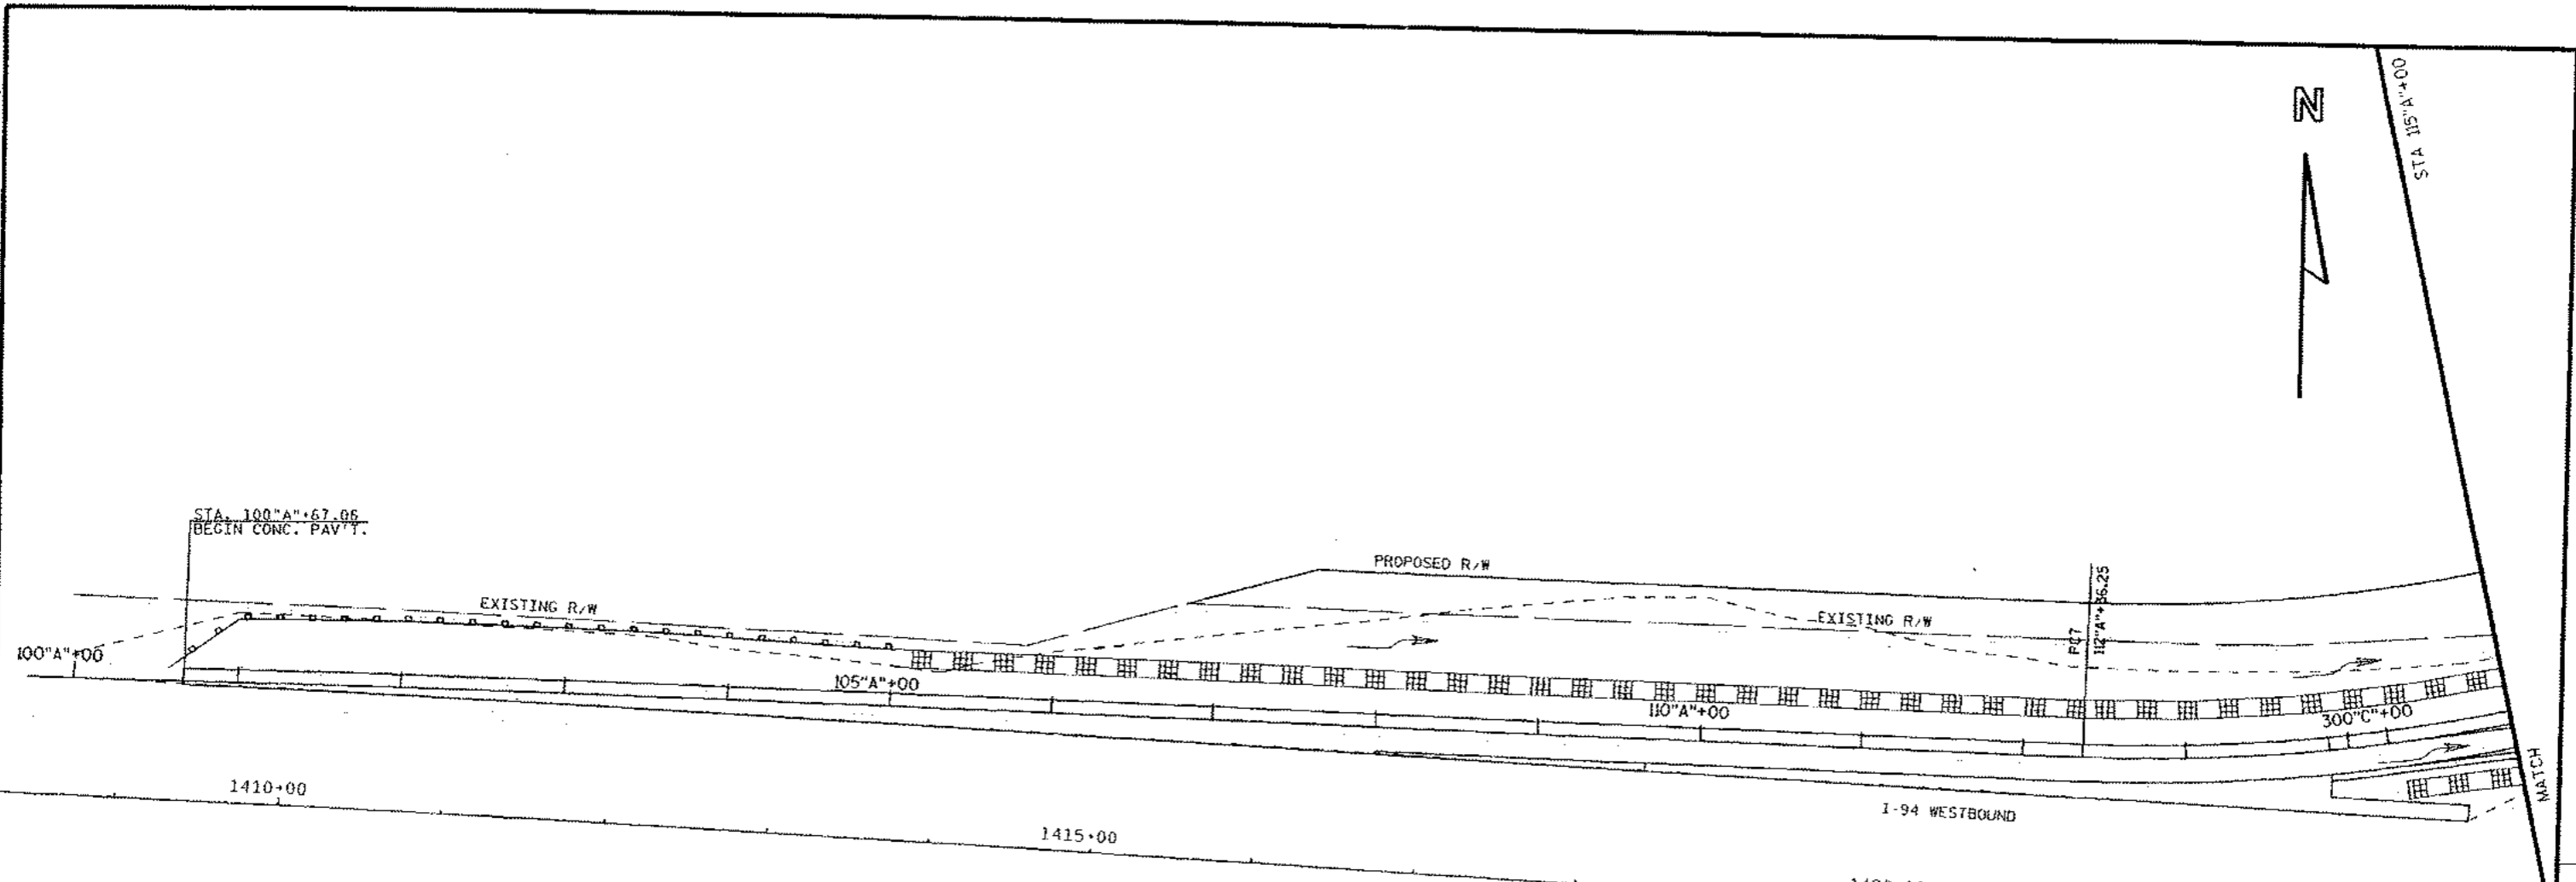 N
STA 115"A"+00
STA. 100"A"+67.06
BEGIN CONC. PAV'T.
PROPOSED R/W
EXISTING R/W
EXISTING R/W
PC7
112"A"+36.25
100"A"+00
105"A"+00
110"A"+00
300"C"+00
MATCH
1410+00
I-94 WESTBOUND
1415+00